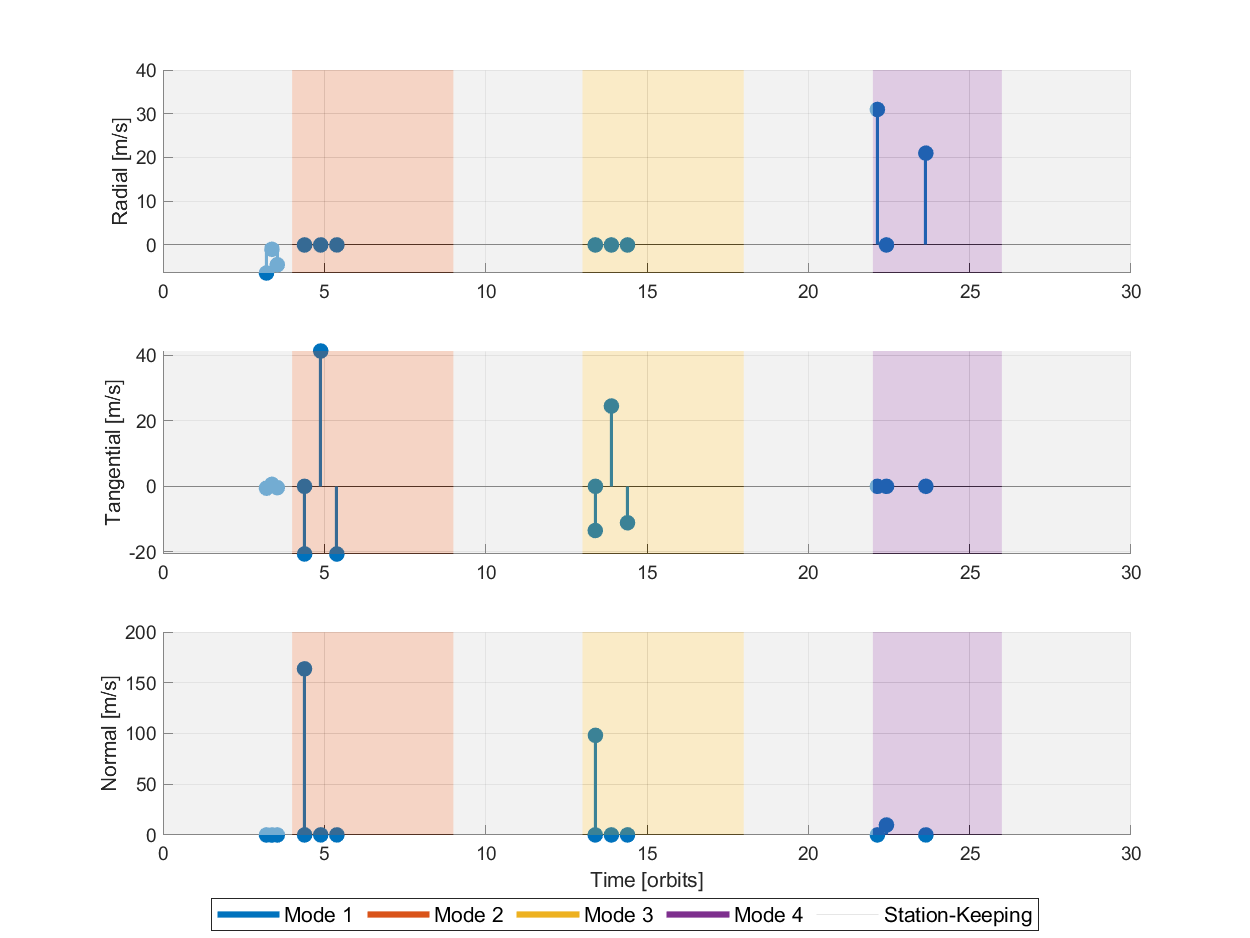 Radial [m/s]
40
30
20
10
0
0 5 10 15 20 25 30
Tangential [m/s]
40
20
0
-20
0 5 10 15 20 25 30
Normal [m/s]
200
150
100
50
0
0 5 10 15 20 25 30
Time [orbits]
Mode 1 Mode 2 Mode 3 Mode 4 Station-Keeping